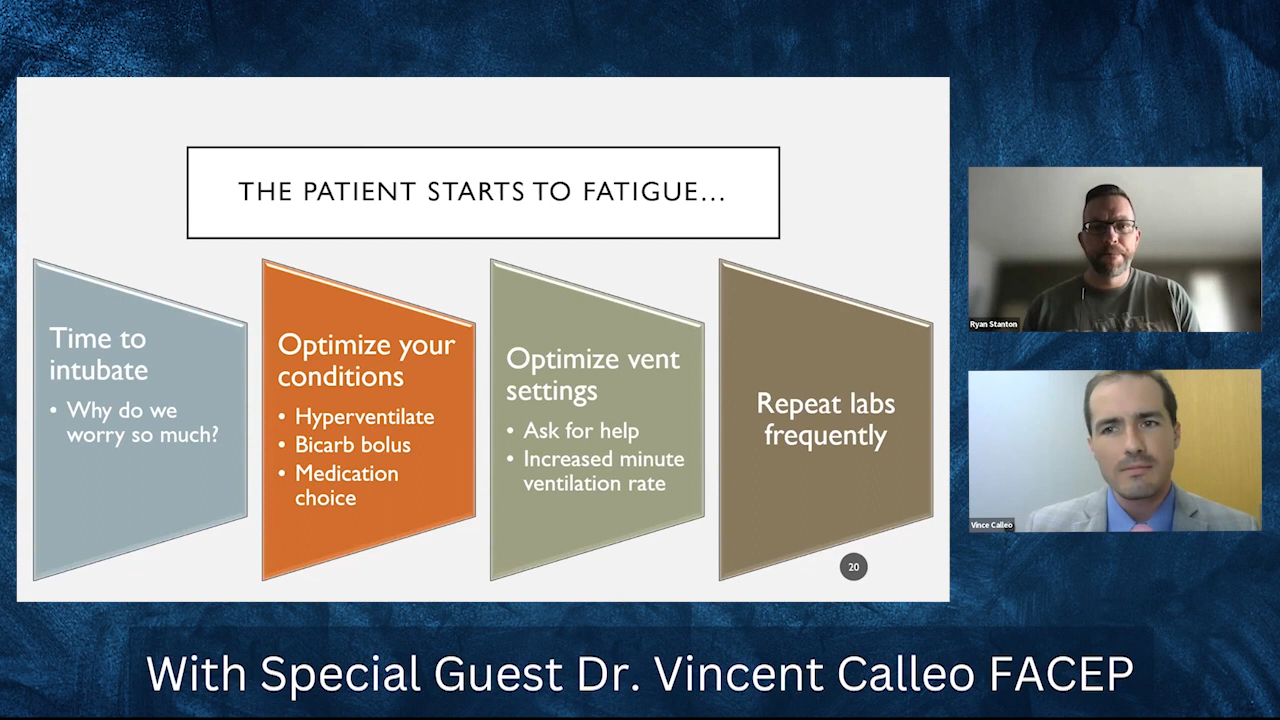 THE PATIENT STARTS TO FATIGUE...
Time to
intubate
• Why do we
worry so much?
Optimize your
conditions
• Hyperventilate
• Bicarb bolus
• Medication
choice
Optimize vent
settings
• Ask for help
• Increased minute
ventilation rate
Repeat labs
frequently
20
Ryan Stanton
Vince Calleo
With Special Guest Dr. Vincent Calleo FACEP